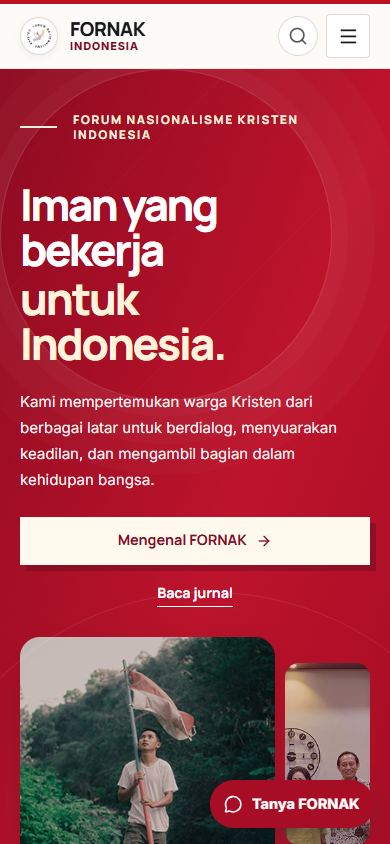 FORNAK
INDONESIA
FORUM NASIONALISME KRISTEN
INDONESIA
Iman yang
bekerja
untuk
Indonesia.
Kami mempertemukan warga Kristen dari
berbagai latar untuk berdialog, menyuarakan
keadilan, dan mengambil bagian dalam
kehidupan bangsa.
Mengenal FORNAK →
Baca jurnal
Tanya FORNAK